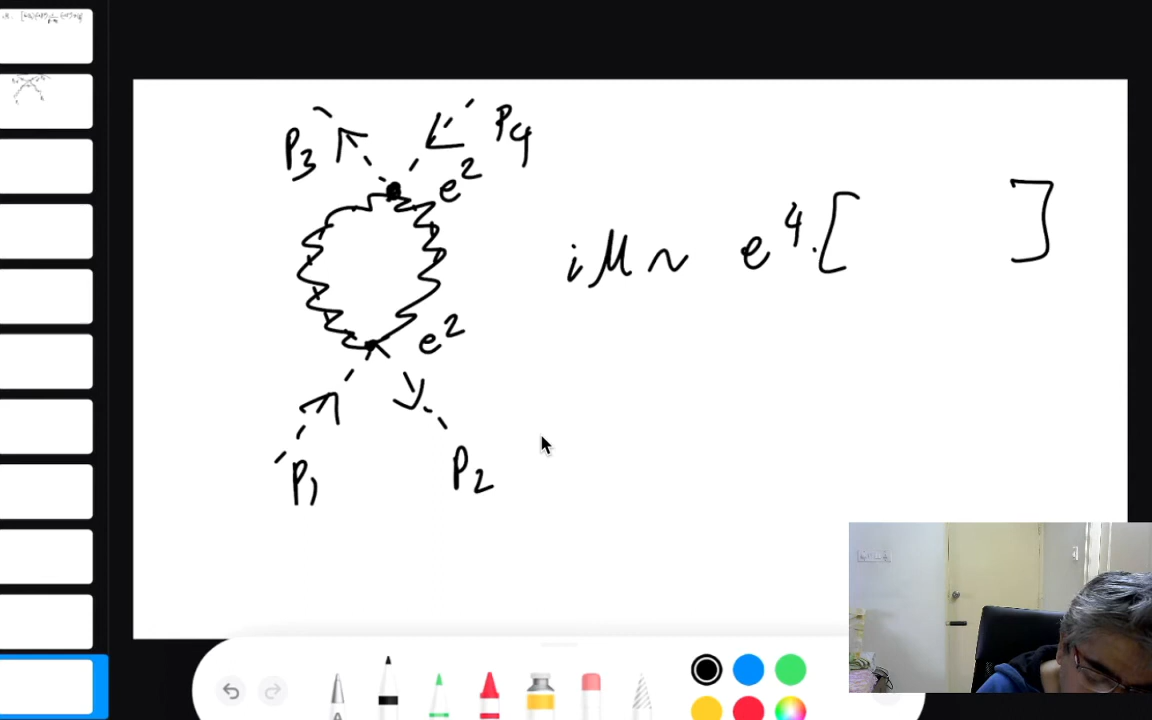 P₃
P₄
e²
iM ~ e⁴.[ ]
e²
P₁
P₂